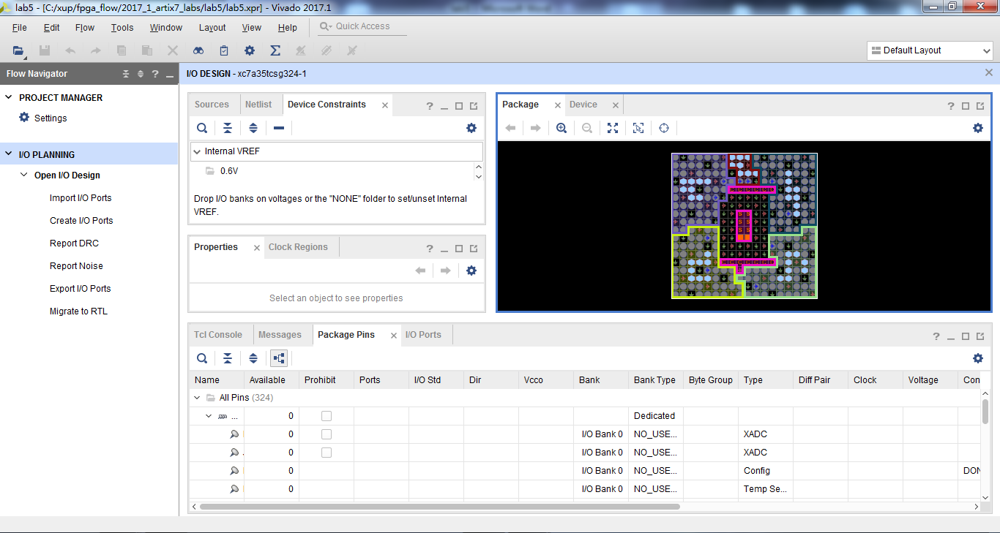 lab5 - [C:/xup/fpga_flow/2017_1_artix7_labs/lab5/lab5.xpr] - Vivado 2017.1
File Edit Flow Tools Window Layout View Help Quick Access
Default Layout
Flow Navigator
I/O DESIGN - xc7a35tcsg324-1
PROJECT MANAGER
Settings
I/O PLANNING
Open I/O Design
Import I/O Ports
Create I/O Ports
Report DRC
Report Noise
Export I/O Ports
Migrate to RTL
Sources Netlist Device Constraints
Internal VREF
0.6V
Drop I/O banks on voltages or the "NONE" folder to set/unset Internal
VREF.
Properties Clock Regions
Select an object to see properties
Package Device
Tcl Console Messages Package Pins I/O Ports
Name Available Prohibit Ports I/O Std Dir Vcco Bank Bank Type Byte Group Type Diff Pair Clock Voltage Con
All Pins (324)
... 0 Dedicated
0 I/O Bank 0 NO_USE... XADC
0 I/O Bank 0 NO_USE... XADC
0 I/O Bank 0 NO_USE... Config DON
0 I/O Bank 0 NO_USE... Temp Se...